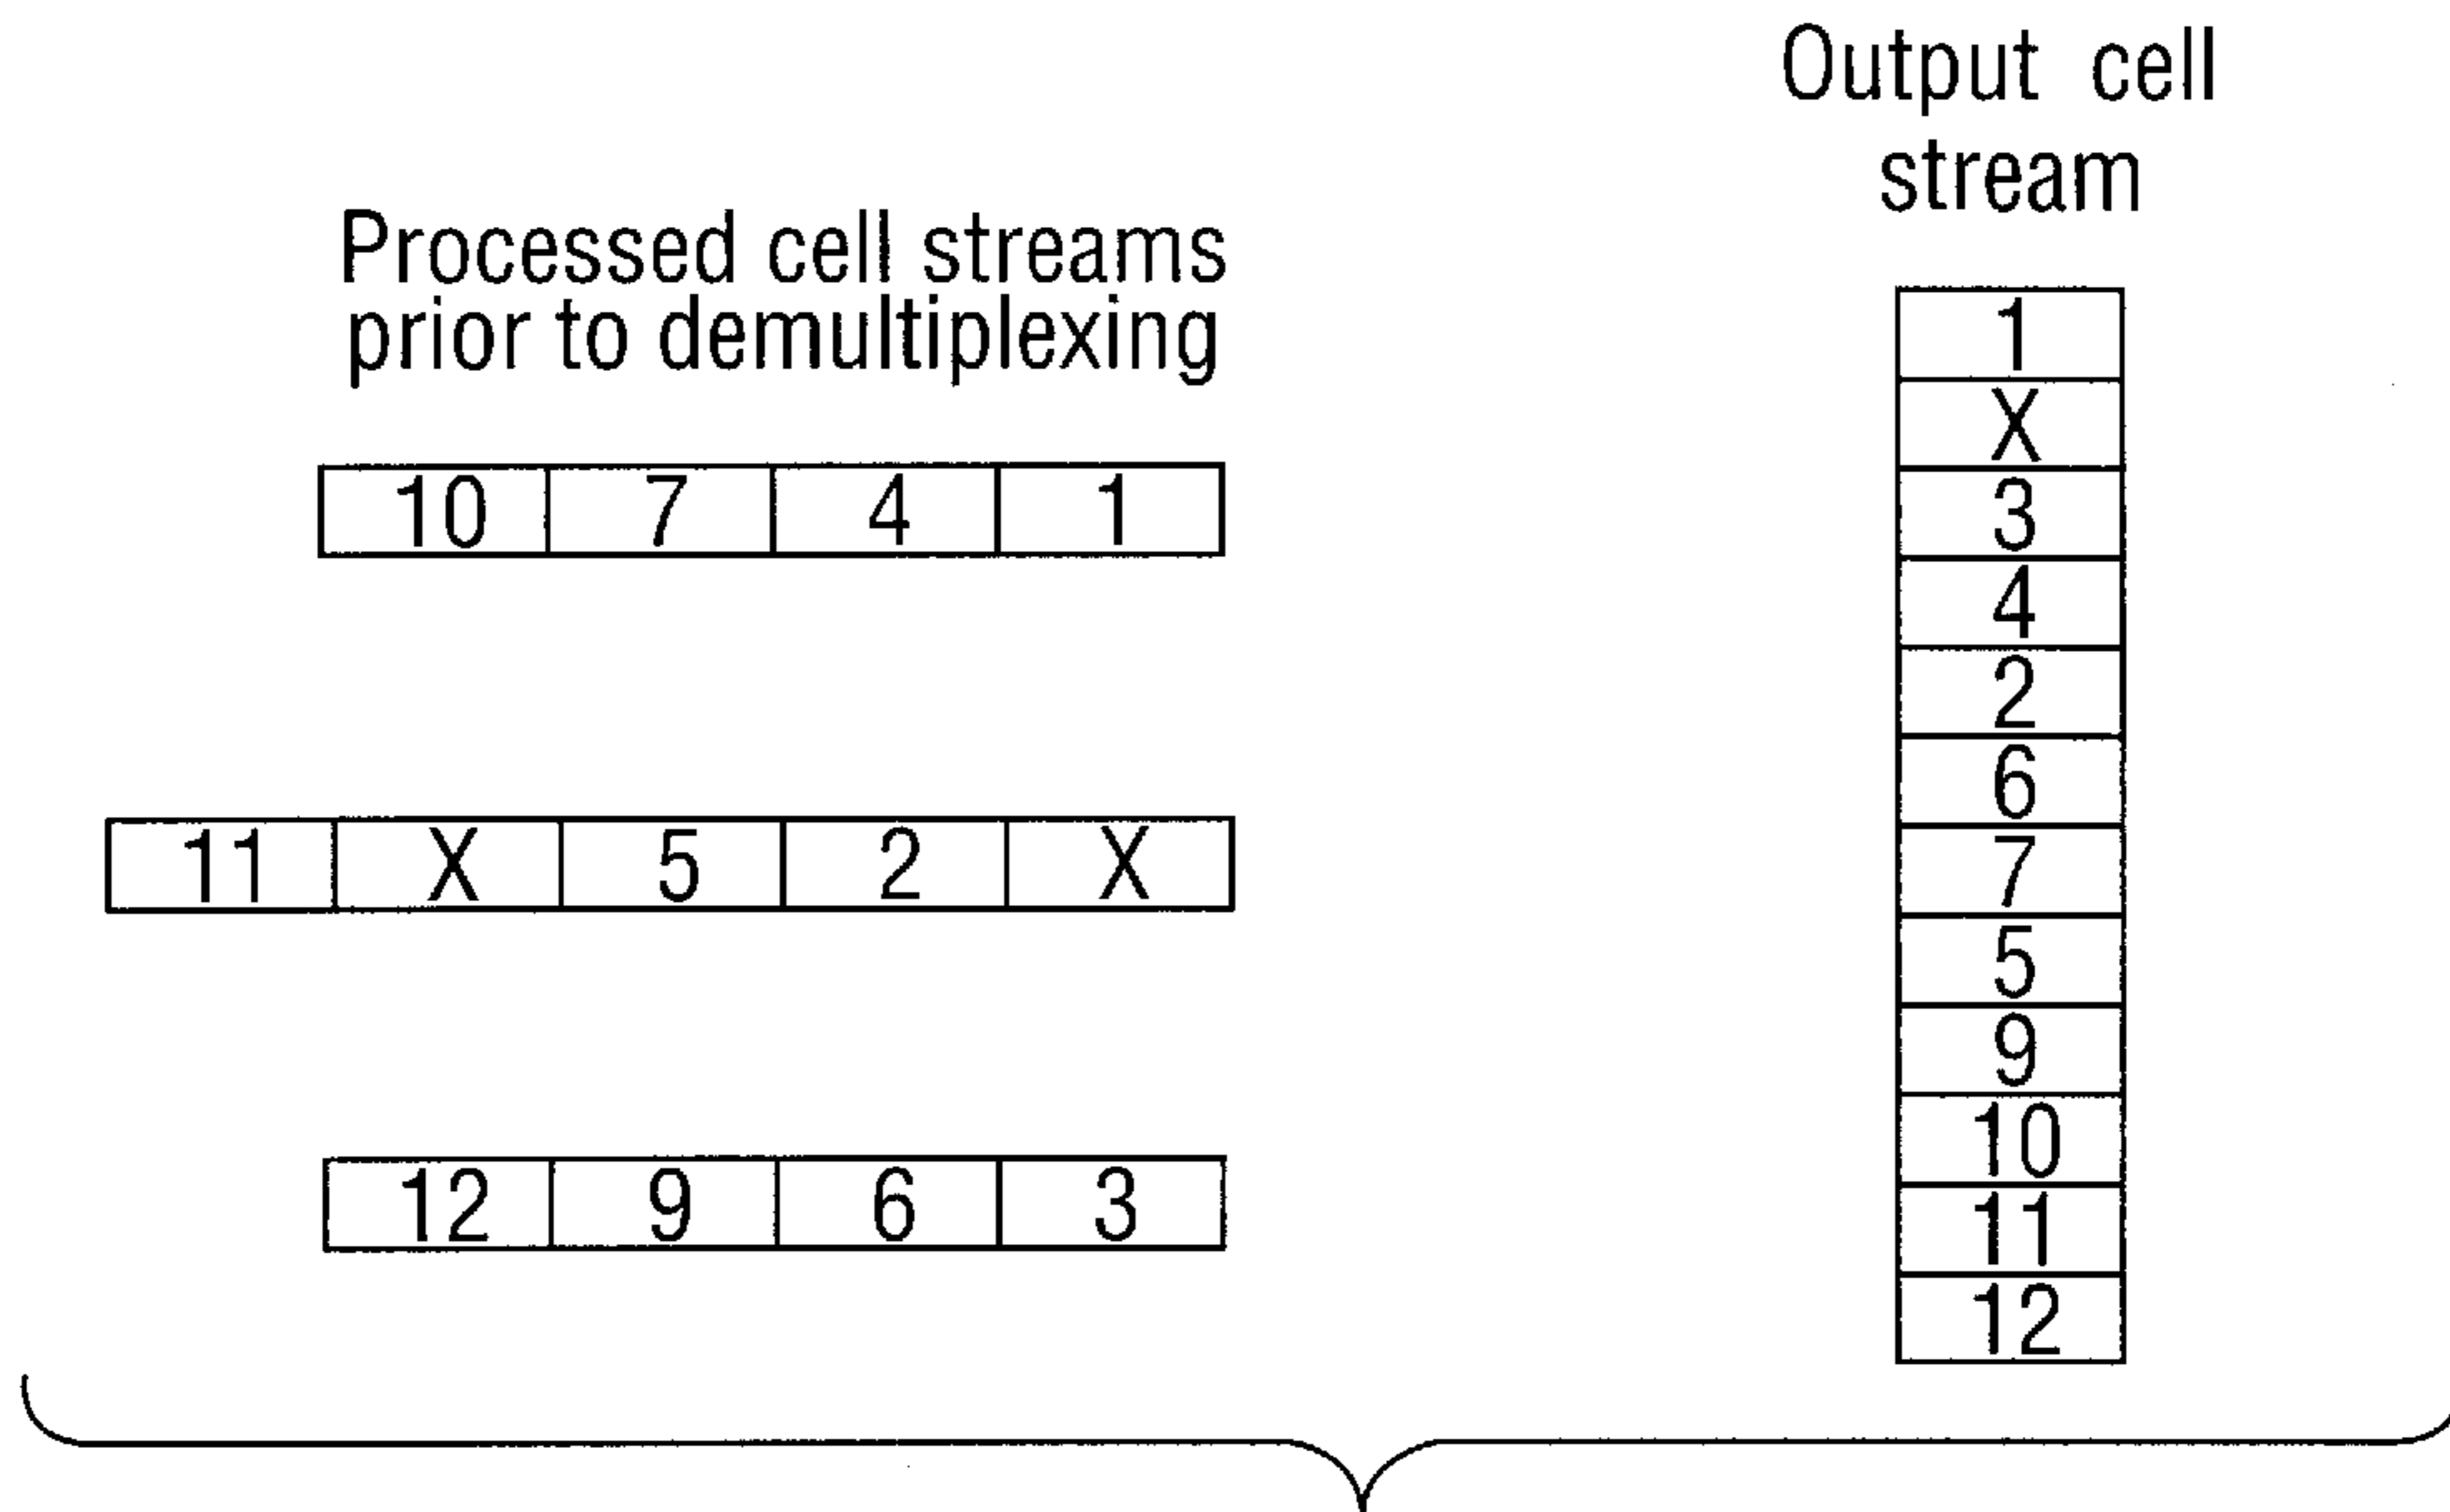 Processed cell streams
prior to demultiplexing
10 7 4 1
11 X 5 2 X
12 9 6 3
Output cell
stream
1
X
3
4
2
6
7
5
9
10
11
12